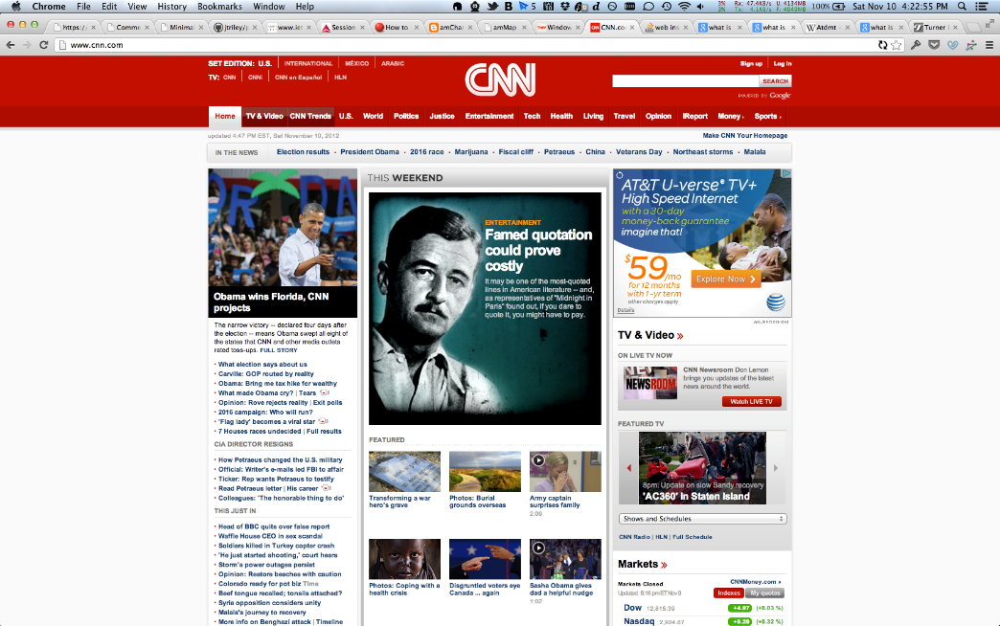 Chrome File Edit View History Bookmarks Window Help
5
3% Rx: 47.4KB/s U: 4134MB
3% Tx: 4.1KB/s F: 4043MB
100% Sat Nov 10 4:22:55 PM
https:/ Comme Minima jtriley/p www.jes Session How to amCha amMap Window CNN.co web ins what is what is Atdmt - what is Turner
www.cnn.com
SET EDITION: U.S. INTERNATIONAL MÉXICO ARABIC
TV: CNN CNNi CNN en Español HLN
CNN
Sign up Log in
SEARCH
POWERED BY Google
Home TV & Video CNN Trends U.S. World Politics Justice Entertainment Tech Health Living Travel Opinion iReport Money Sports
updated 4:47 PM EST, Sat November 10, 2012
Make CNN Your Homepage
IN THE NEWS Election results • President Obama • 2016 race • Marijuana • Fiscal cliff • Petraeus • China • Veterans Day • Northeast storms • Malala
Obama wins Florida, CNN
projects
The narrow victory -- declared four days after
the election -- means Obama swept all eight of
the states that CNN and other media outlets
rated toss-ups. FULL STORY
• What election says about us
• Carville: GOP routed by reality
• Obama: Bring me tax hike for wealthy
• What made Obama cry? | Tears
• Opinion: Rove rejects reality | Exit polls
• 2016 campaign: Who will run?
• 'Flag lady' becomes a viral star
• 7 Houses races undecided | Full results
CIA DIRECTOR RESIGNS
• How Petraeus changed the U.S. military
• Official: Writer's e-mails led FBI to affair
• Ticker: Rep wants Petraeus to testify
• Read Petraeus letter | His career
• Colleagues: 'The honorable thing to do'
THIS JUST IN
• Head of BBC quits over false report
• Waffle House CEO in sex scandal
• Soldiers killed in Turkey copter crash
• 'He just started shooting,' court hears
• Storm's power outages persist
• Opinion: Restore beaches with caution
• Colorado ready for pot biz Time
• Beef tongue recalled; tonsils attached?
• Syria opposition considers unity
• Malala's journey to recovery
• More info on Benghazi attack | Timeline
THIS WEEKEND
ENTERTAINMENT
Famed quotation
could prove
costly
It may be one of the most-quoted
lines in American literature -- and,
as representatives of "Midnight in
Paris" found out, if you dare to
quote it, you might have to pay.
FEATURED
Transforming a war
hero's grave
Photos: Burial
grounds overseas
Army captain
surprises family
2:09
Photos: Coping with a
health crisis
Disgruntled voters eye
Canada ... again
Sasha Obama gives
dad a helpful nudge
1:02
AT&T U-verse® TV+
High Speed Internet
with a 30-day
money-back guarantee
imagine that!
$59/mo
for 12 months
with 1-yr term
other charges apply
Explore Now
Details
at&t
ADVERTISEMENT
TV & Video »
ON LIVE TV NOW
NEWSROOM
CNN Newsroom Don Lemon
brings you updates of the latest
news around the world.
Watch LIVE TV
FEATURED TV
8pm: Update on slow Sandy recovery
'AC360' in Staten Island
Shows and Schedules
CNN Radio | HLN | Full Schedule
Markets »
Markets Closed
CNNMoney.com »
Updated 5:16 pm ET Nov 9
Indexes My quotes
Dow 12,815.39 +4.07 (+0.03 %)
Nasdaq 2,904.87 +9.29 (+0.32 %)